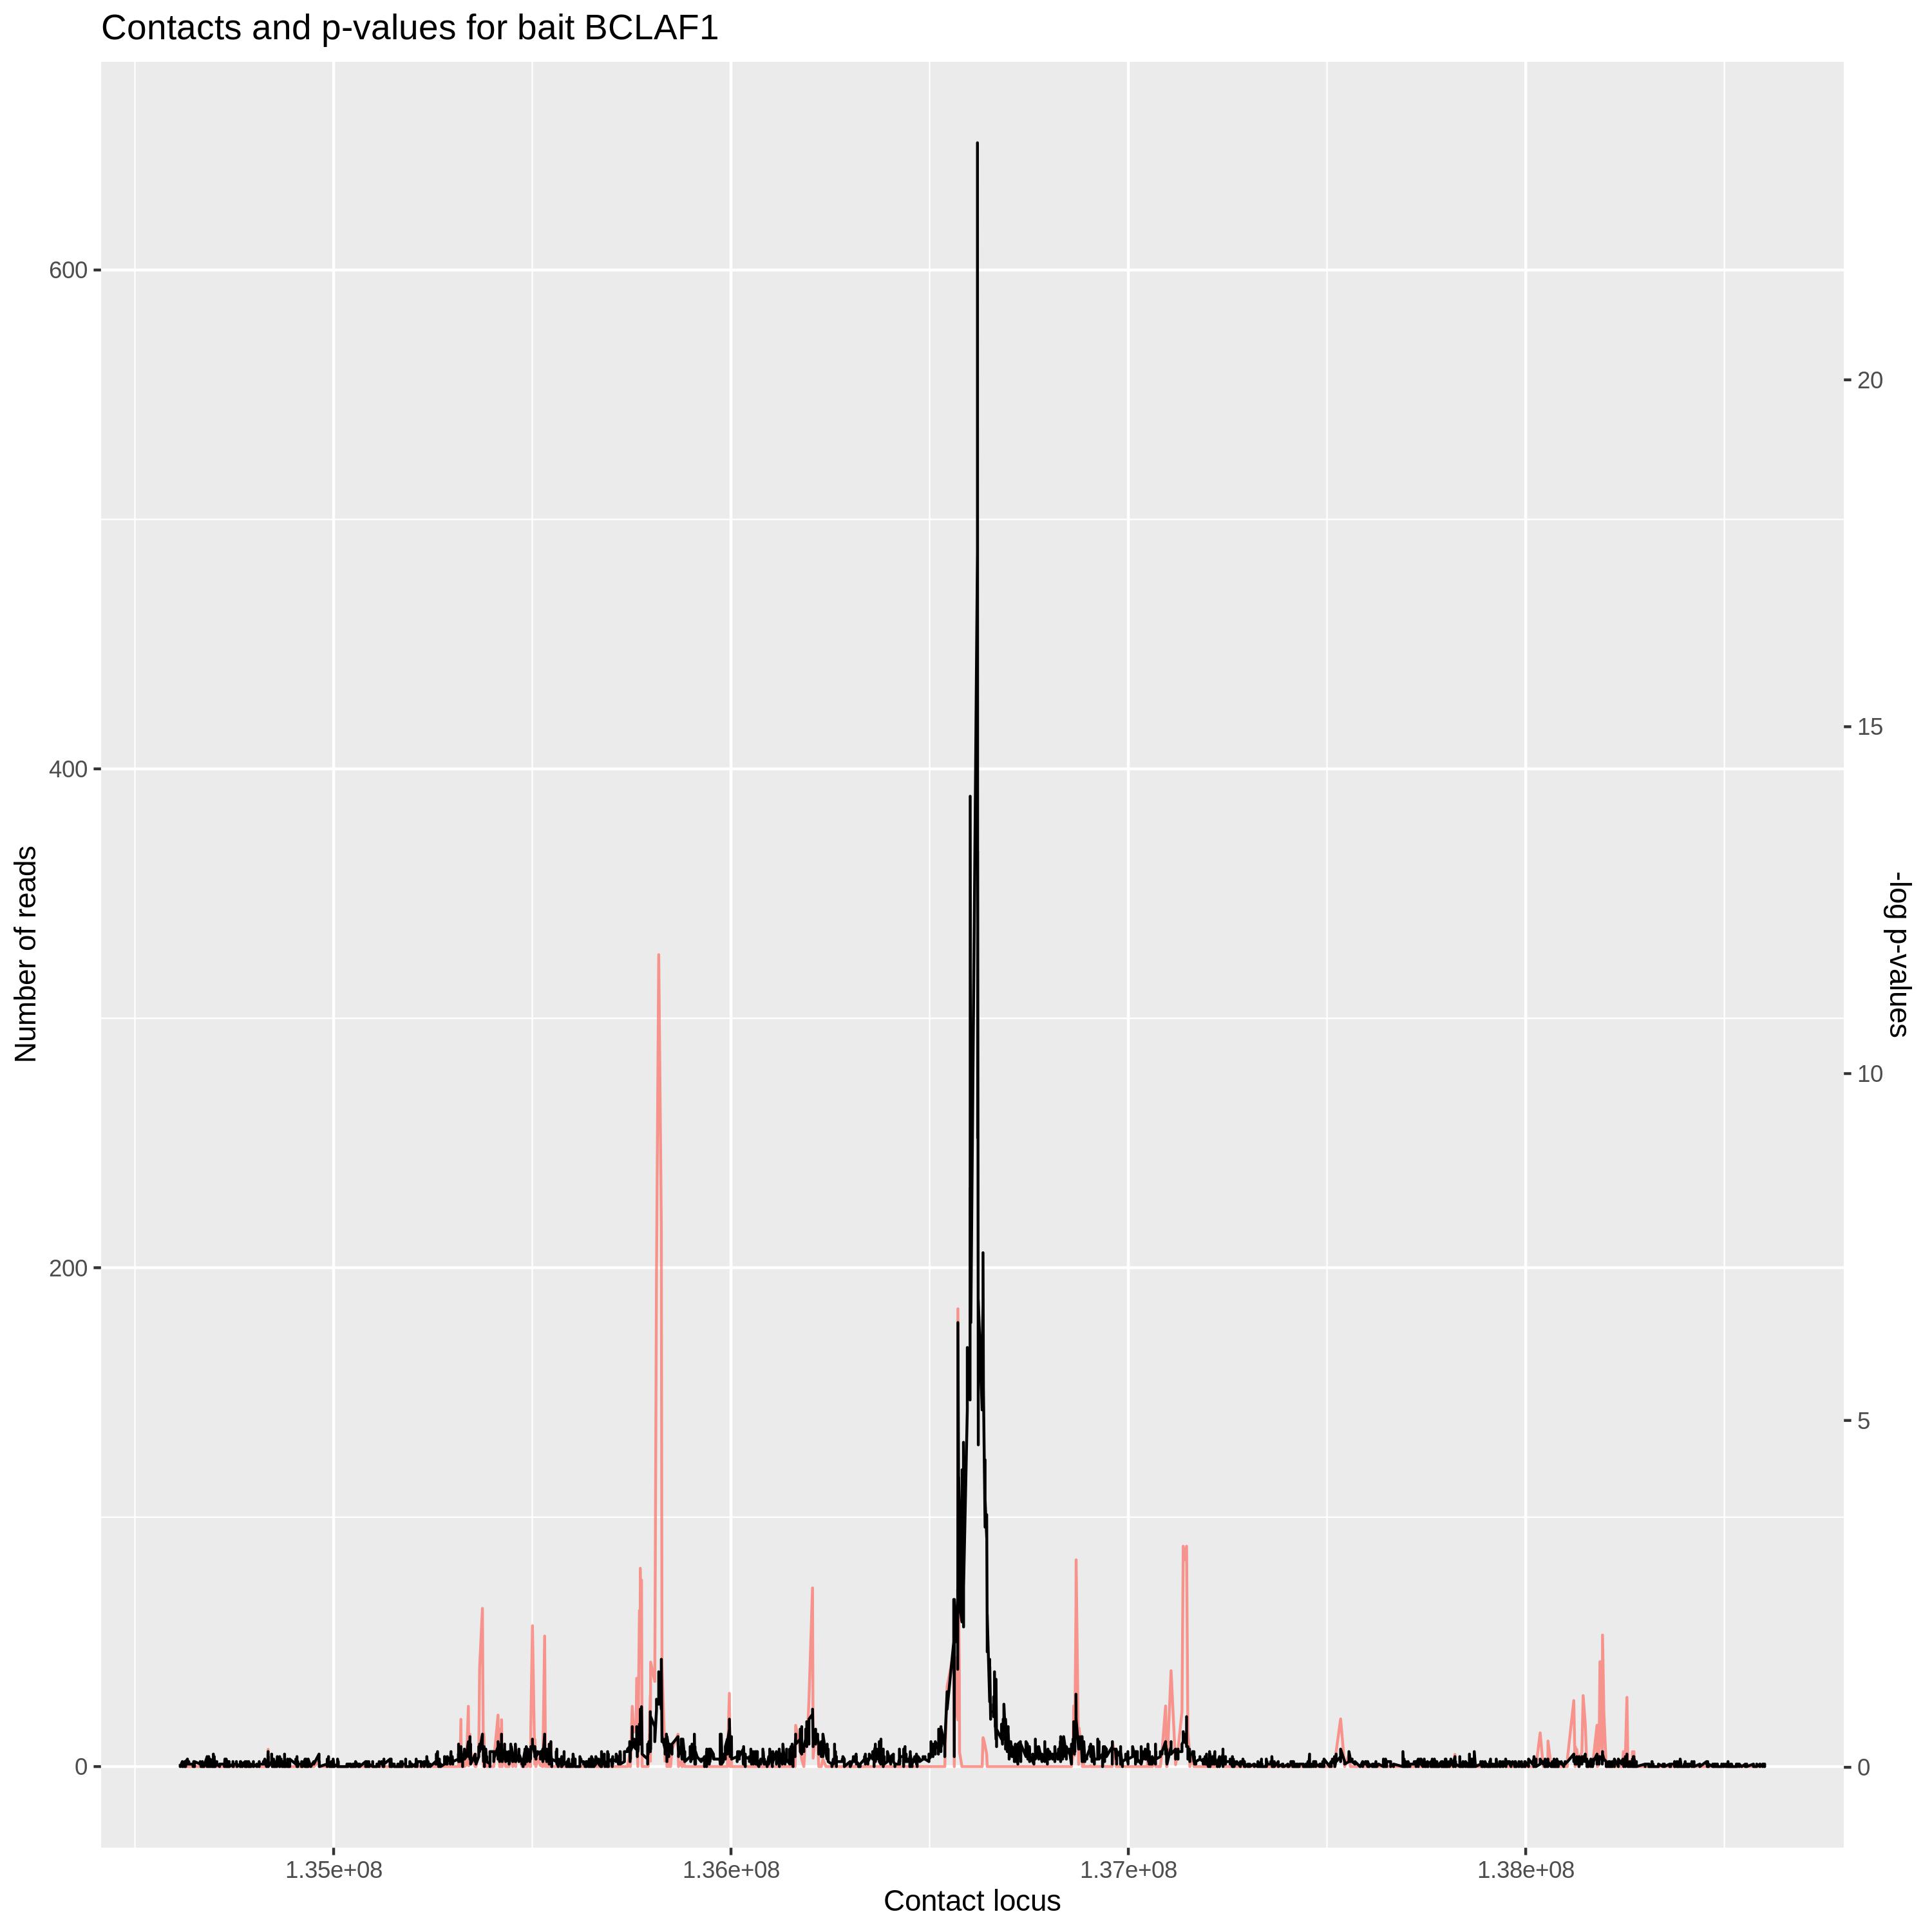 Contacts and p-values for bait BCLAF1
600
400
200
0
Number of reads
20
15
10
5
0
-log p-values
1.35e+08
1.36e+08
1.37e+08
1.38e+08
Contact locus